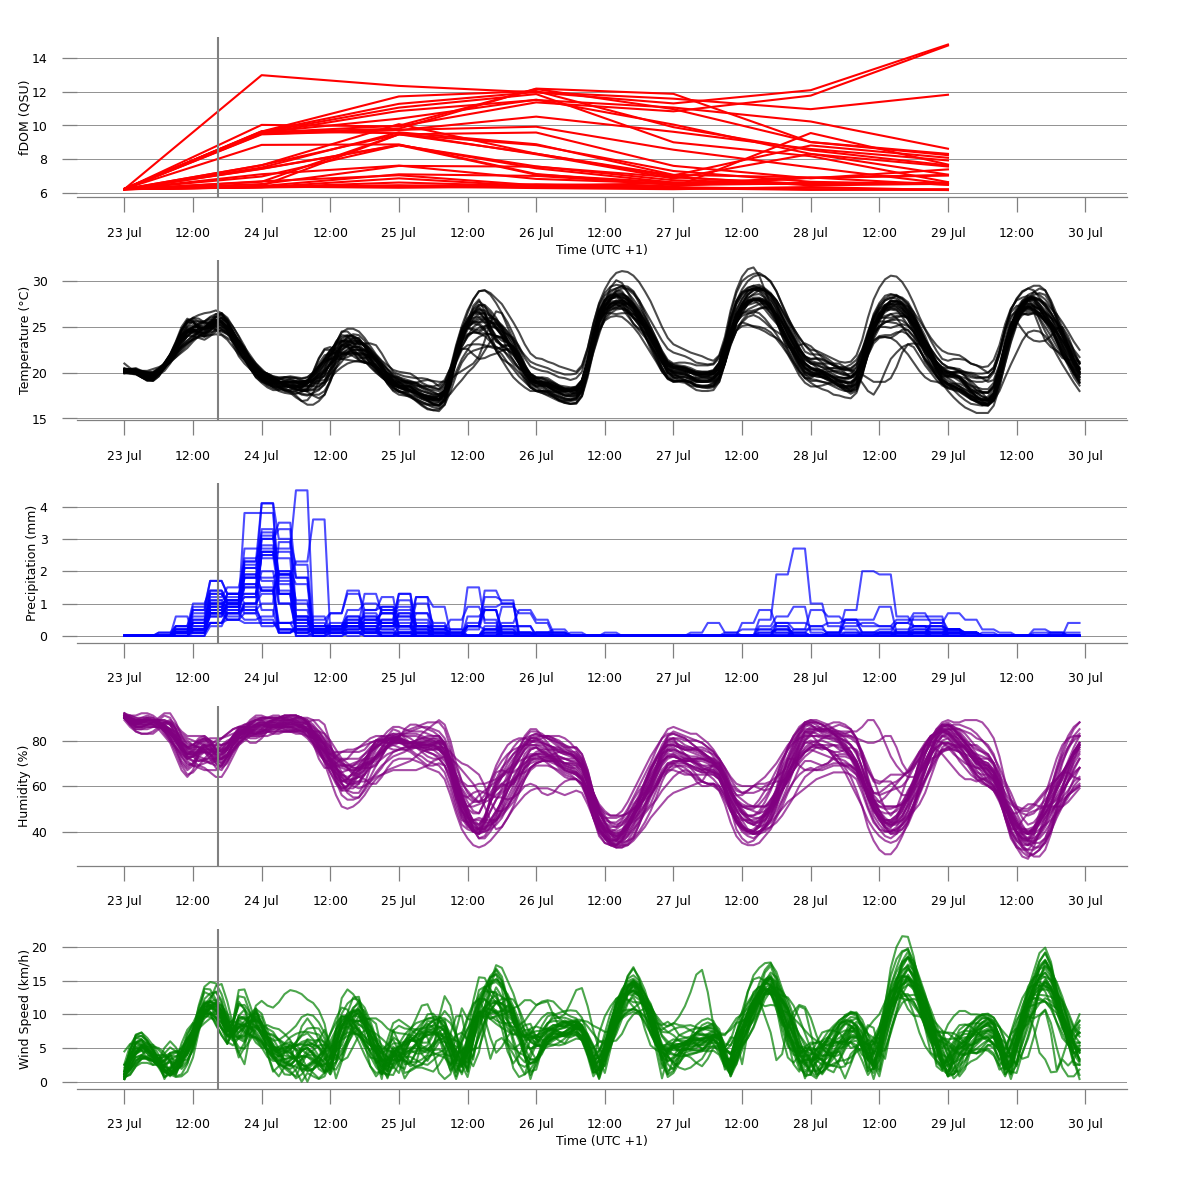 fDOM (QSU)
14
12
10
8
6
23 Jul 12:00 24 Jul 12:00 25 Jul 12:00 26 Jul 12:00 27 Jul 12:00 28 Jul 12:00 29 Jul 12:00 30 Jul
Time (UTC +1)
Temperature (°C)
30
25
20
15
23 Jul 12:00 24 Jul 12:00 25 Jul 12:00 26 Jul 12:00 27 Jul 12:00 28 Jul 12:00 29 Jul 12:00 30 Jul
Precipitation (mm)
4
3
2
1
0
23 Jul 12:00 24 Jul 12:00 25 Jul 12:00 26 Jul 12:00 27 Jul 12:00 28 Jul 12:00 29 Jul 12:00 30 Jul
Humidity (%)
80
60
40
23 Jul 12:00 24 Jul 12:00 25 Jul 12:00 26 Jul 12:00 27 Jul 12:00 28 Jul 12:00 29 Jul 12:00 30 Jul
Wind Speed (km/h)
20
15
10
5
0
23 Jul 12:00 24 Jul 12:00 25 Jul 12:00 26 Jul 12:00 27 Jul 12:00 28 Jul 12:00 29 Jul 12:00 30 Jul
Time (UTC +1)